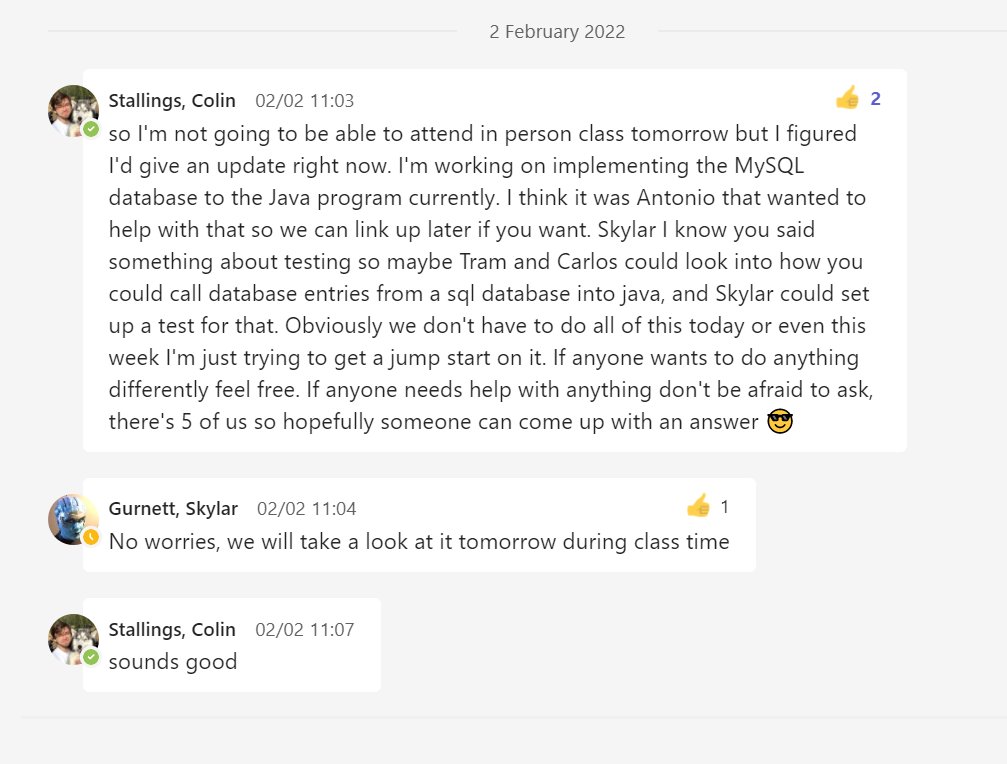 2 February 2022
Stallings, Colin 02/02 11:03 2
so I'm not going to be able to attend in person class tomorrow but I figured
I'd give an update right now. I'm working on implementing the MySQL
database to the Java program currently. I think it was Antonio that wanted to
help with that so we can link up later if you want. Skylar I know you said
something about testing so maybe Tram and Carlos could look into how you
could call database entries from a sql database into java, and Skylar could set
up a test for that. Obviously we don't have to do all of this today or even this
week I'm just trying to get a jump start on it. If anyone wants to do anything
differently feel free. If anyone needs help with anything don't be afraid to ask,
there's 5 of us so hopefully someone can come up with an answer 😎
Gurnett, Skylar 02/02 11:04 1
No worries, we will take a look at it tomorrow during class time
Stallings, Colin 02/02 11:07
sounds good